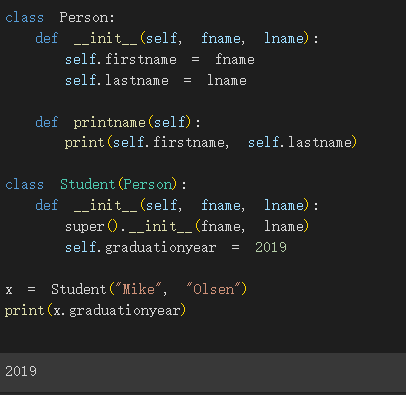 class Person:
    def __init__(self, fname, lname):
        self.firstname = fname
        self.lastname = lname

    def printname(self):
        print(self.firstname, self.lastname)

class Student(Person):
    def __init__(self, fname, lname):
        super().__init__(fname, lname)
        self.graduationyear = 2019

x = Student("Mike", "Olsen")
print(x.graduationyear)

2019